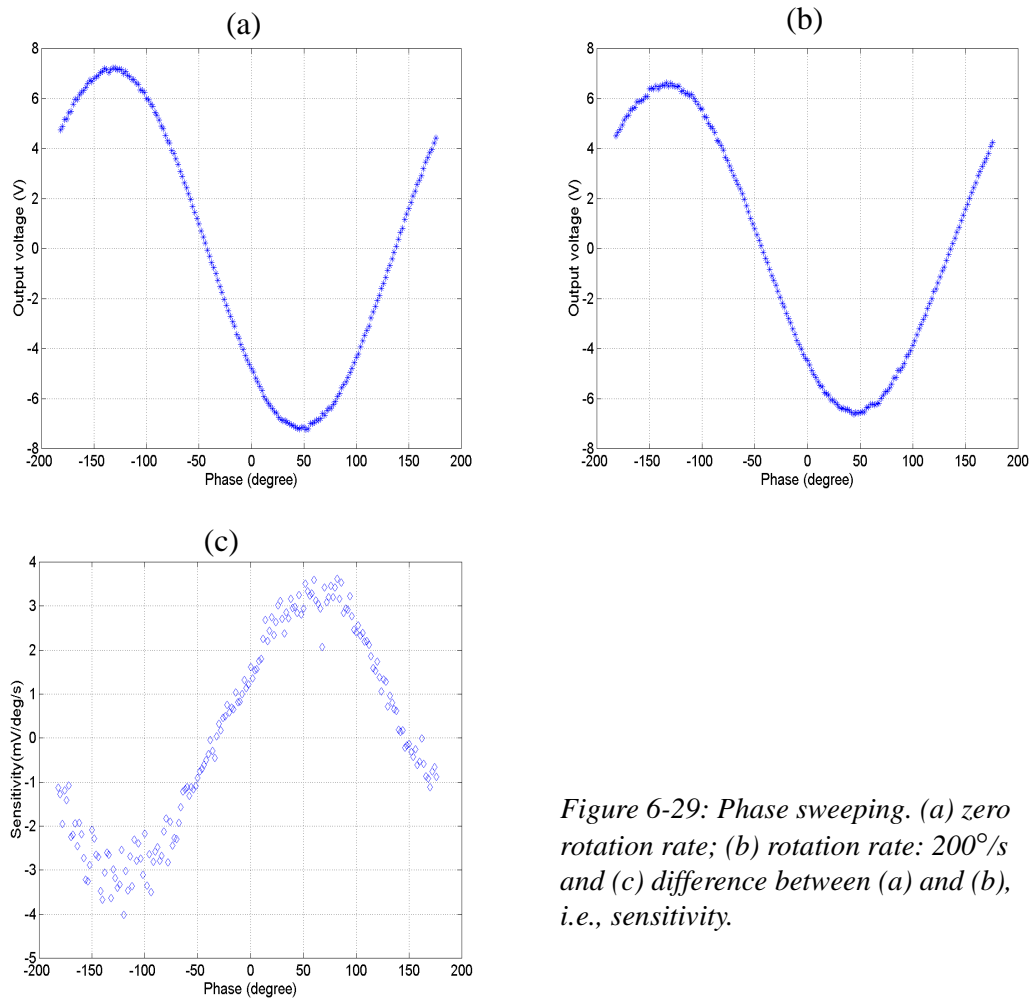 (a)
8
6
4
2
0
-2
-4
-6
-8
Output voltage (V)
-200 -150 -100 -50 0 50 100 150 200
Phase (degree)
(b)
8
6
4
2
0
-2
-4
-6
-8
Output voltage (V)
-200 -100 0 100 200
Phase (degree)
(c)
4
3
2
1
0
-1
-2
-3
-4
-5
Sensitivity(mV/deg/s)
-200 -150 -100 -50 0 50 100 150 200
Phase (degree)
Figure 6-29: Phase sweeping. (a) zero
rotation rate; (b) rotation rate: 200°/s
and (c) difference between (a) and (b),
i.e., sensitivity.